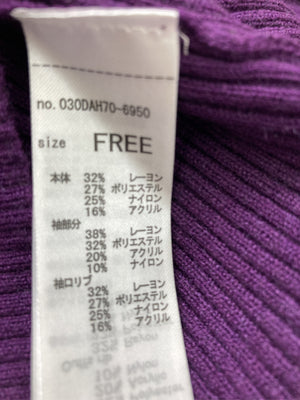 no. 030DAH70-6950
size FREE
本体 32% レーヨン
27% ポリエステル
25% ナイロン
16% アクリル
袖部分
38% レーヨン
32% ポリエステル
20% アクリル
10% ナイロン
袖口リブ
32% レーヨン
27% ポリエステル
25% ナイロン
16% アクリル